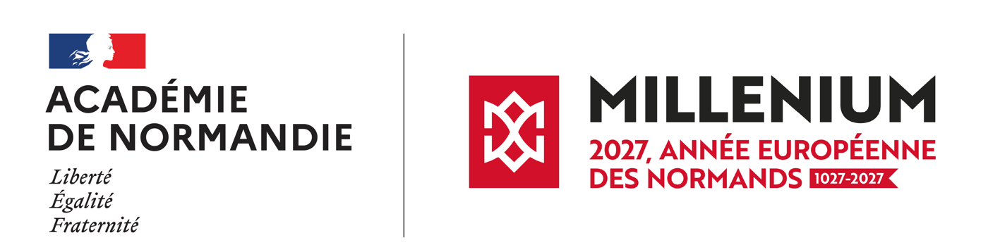 ACADÉMIE
DE NORMANDIE
Liberté
Égalité
Fraternité
MILLENIUM
2027, ANNÉE EUROPÉENNE
DES NORMANDS 1027-2027